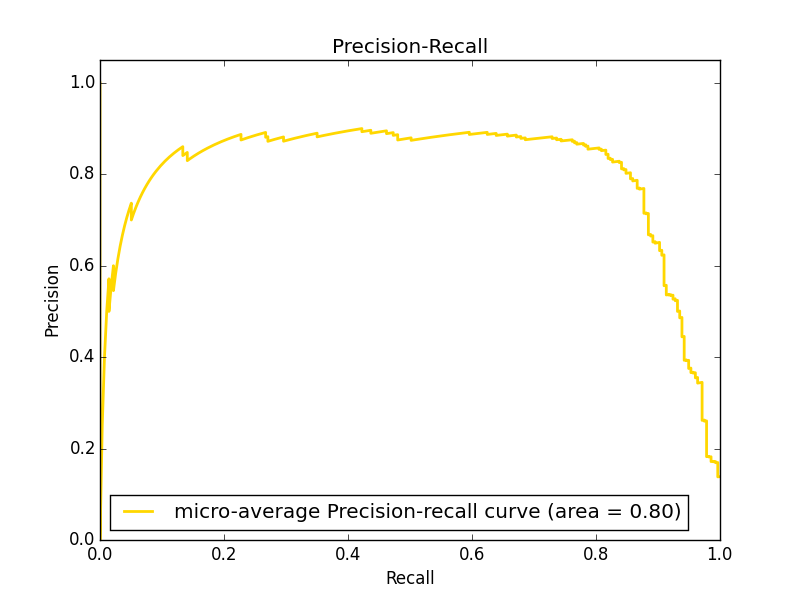 Precision-Recall
1.0
0.8
0.6
0.4
0.2
0.0
Precision
micro-average Precision-recall curve (area = 0.80)
0.0 0.2 0.4 0.6 0.8 1.0
Recall